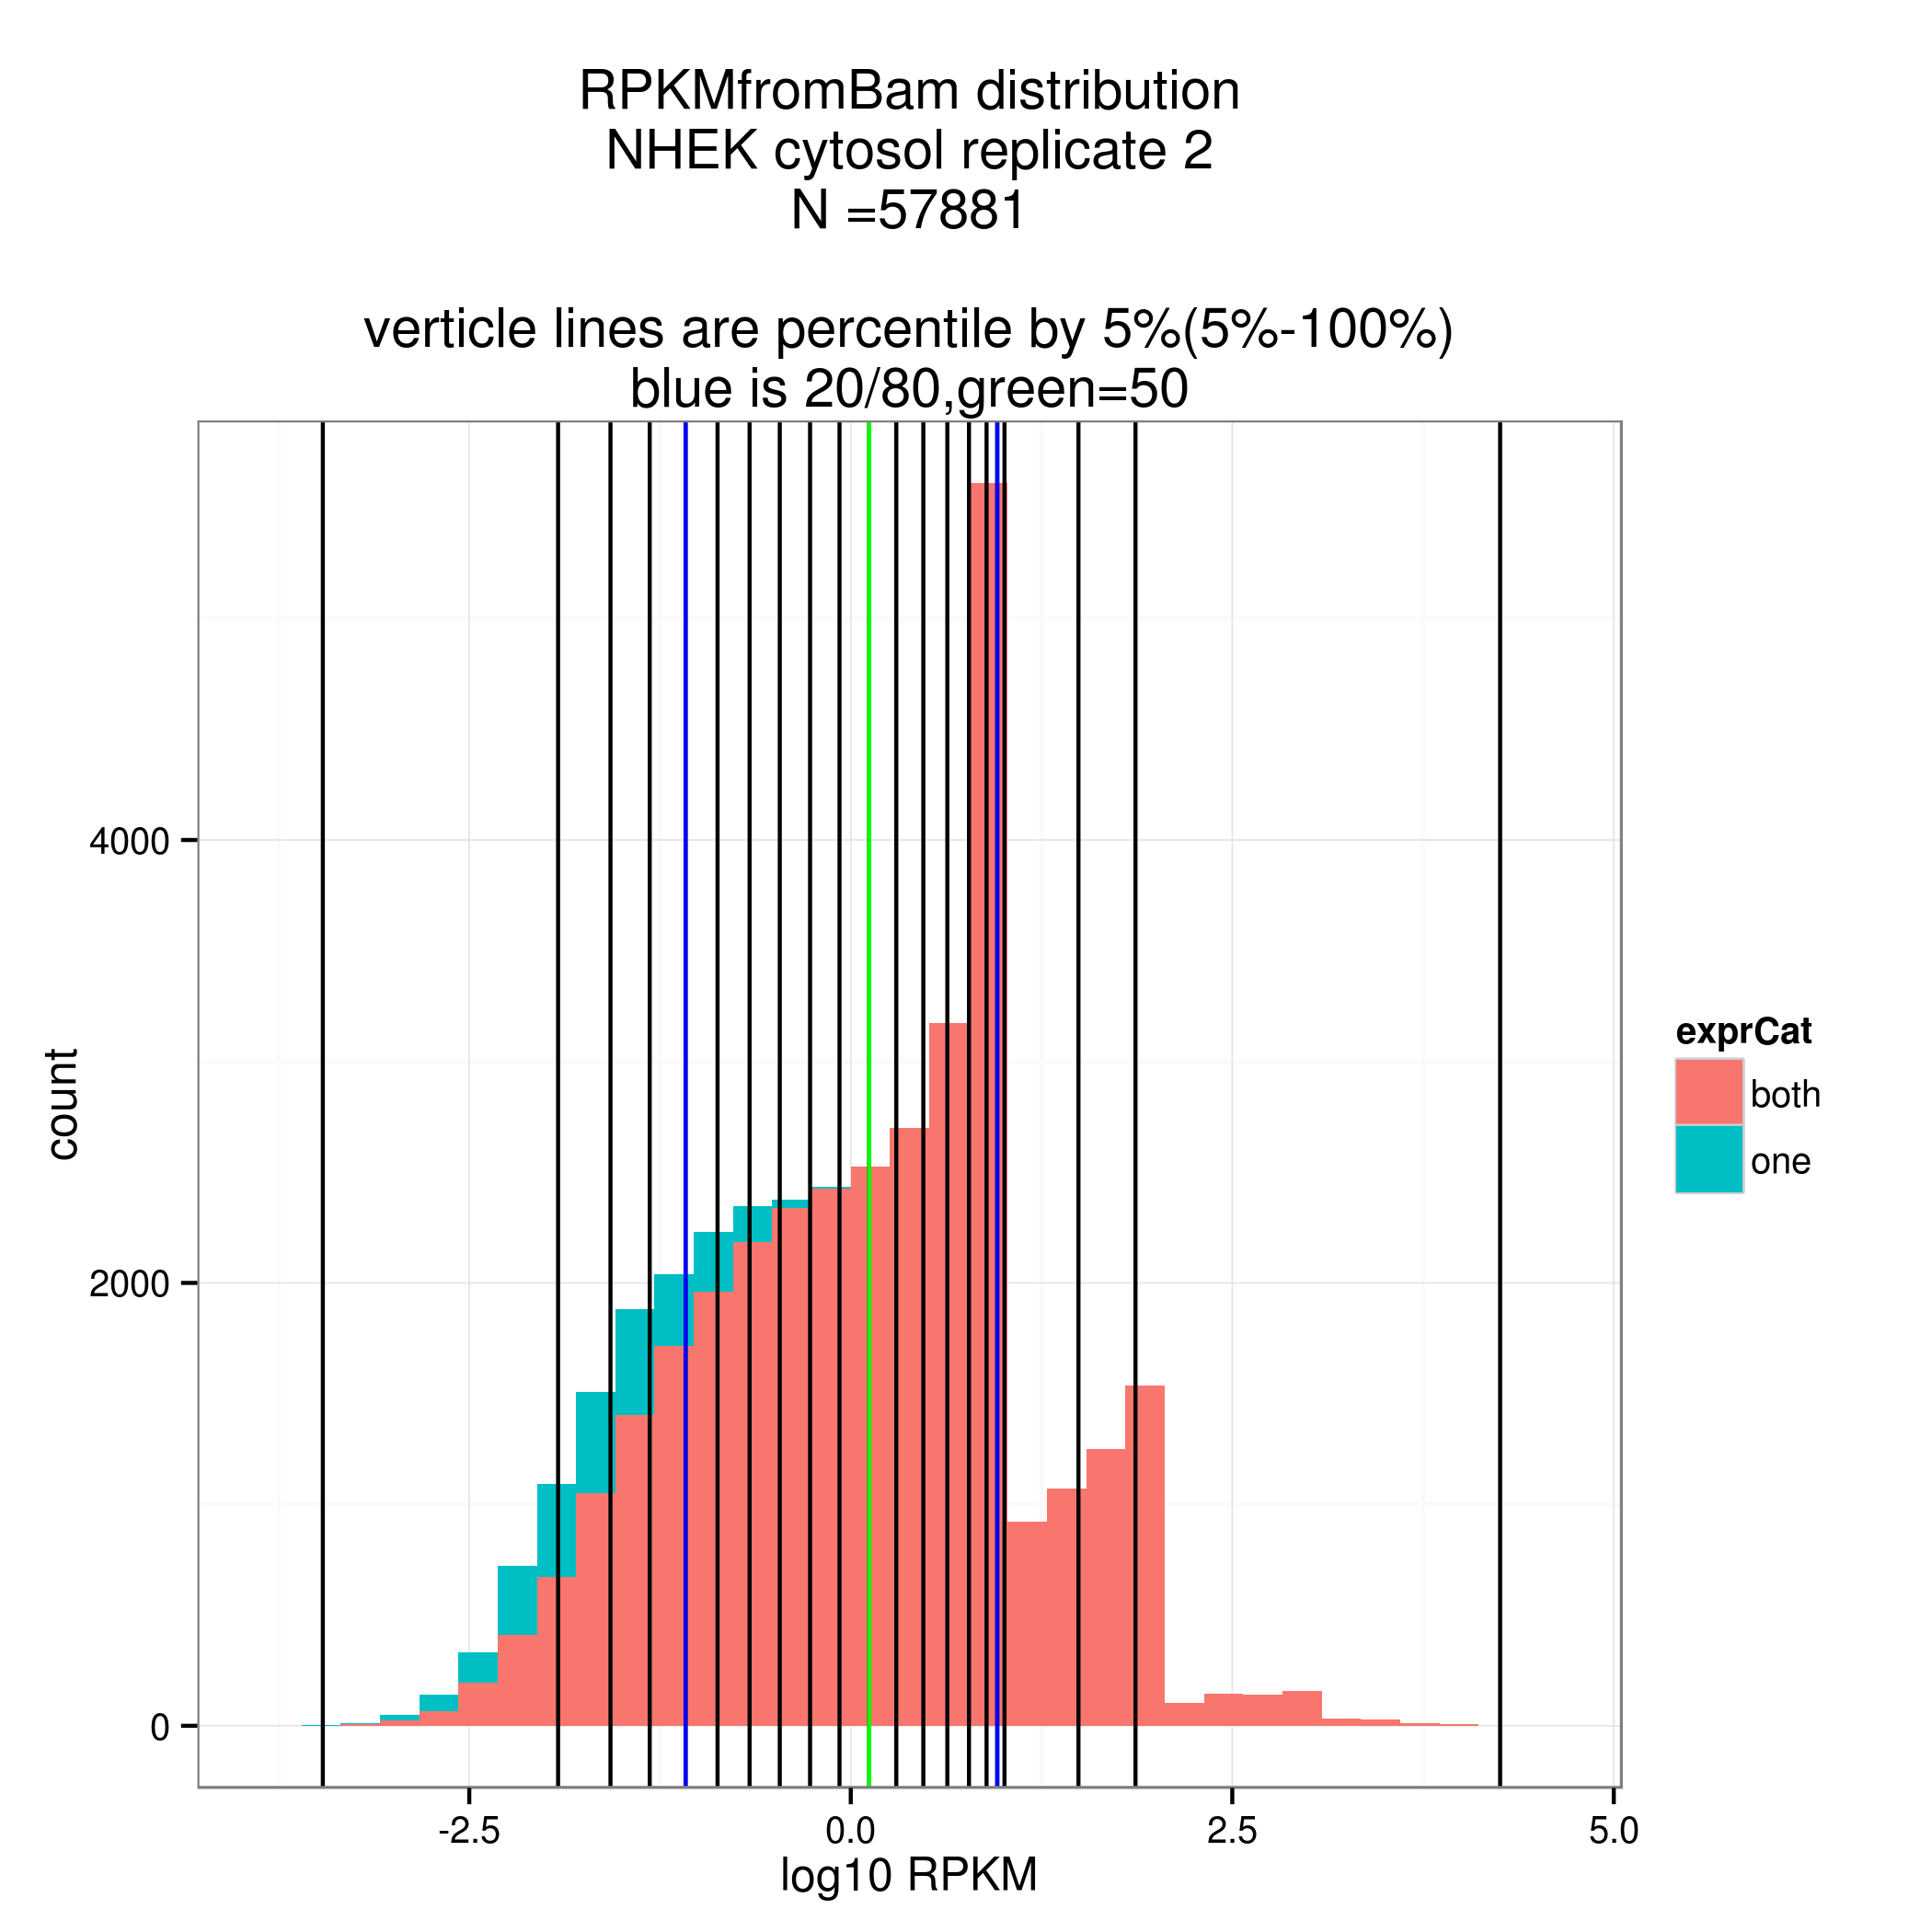 RPKMfromBam distribution
NHEK cytosol replicate 2
N =57881
verticle lines are percentile by 5%(5%-100%)
blue is 20/80,green=50
count
4000
2000
0
-2.5
0.0
2.5
5.0
log10 RPKM
exprCat
both
one